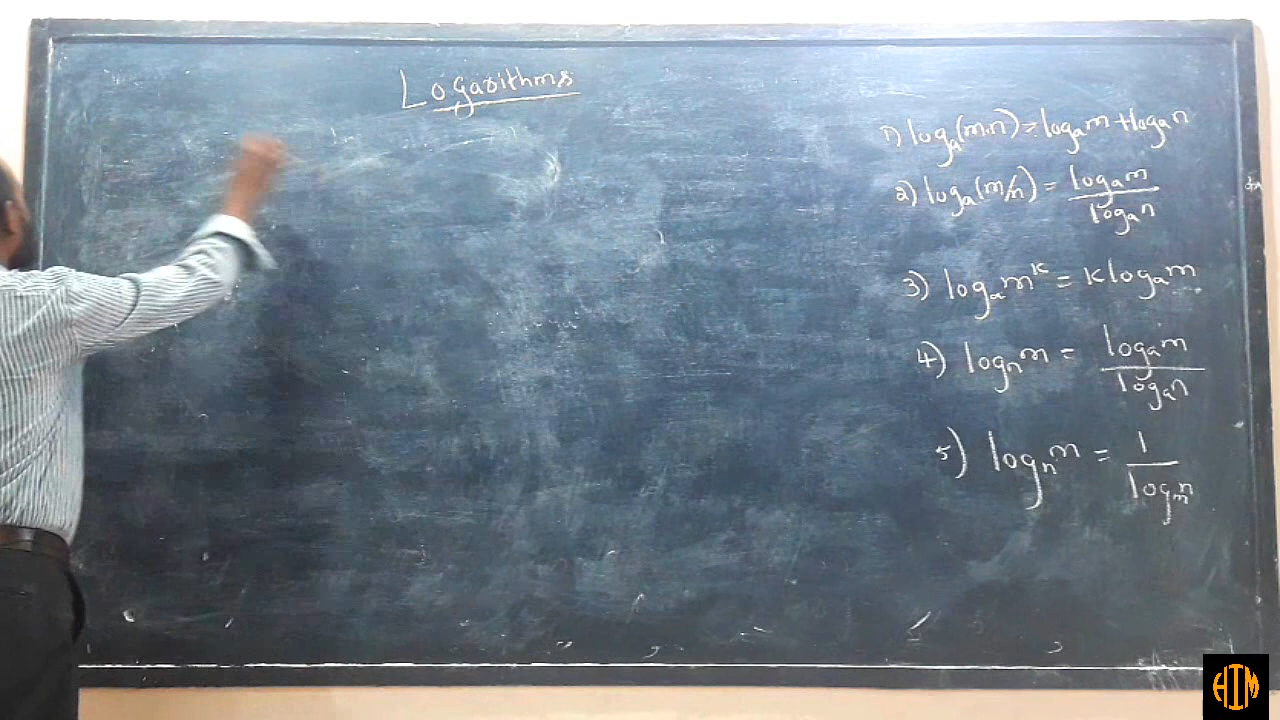 Logarithms
1) logₐ(mn) = logₐm + logₐn
2) logₐ(m/n) = logₐm / logₐn
3) logₐmᴷ = K logₐm
4) logₙm = logₐm / logₐn
5) logₙm = 1 / logₘn
HIM